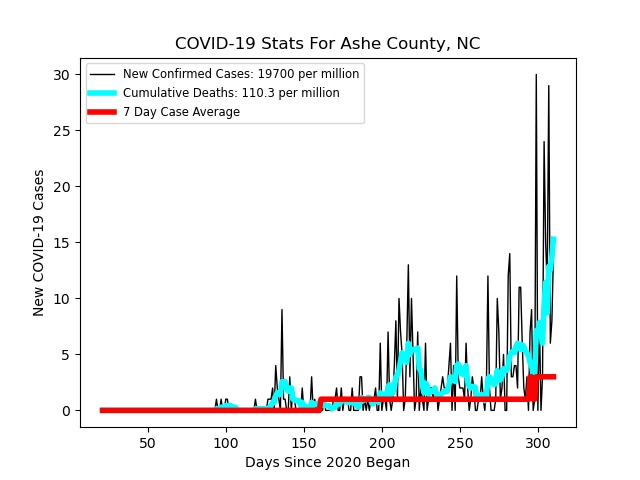 COVID-19 Stats For Ashe County, NC
New Confirmed Cases: 19700 per million
Cumulative Deaths: 110.3 per million
7 Day Case Average
New COVID-19 Cases
30
25
20
15
10
5
0
50
100
150
200
250
300
Days Since 2020 Began